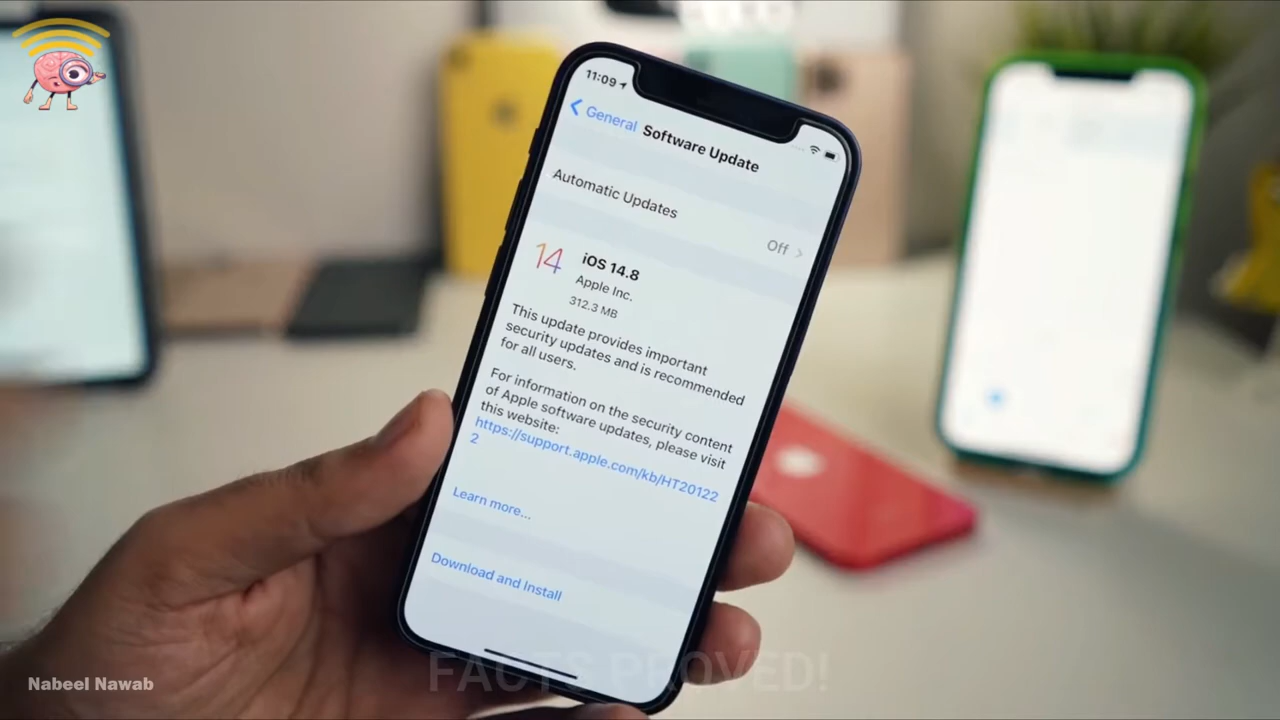 11:09
General Software Update
Automatic Updates
Off
14
iOS 14.8
Apple Inc.
312.3 MB
This update provides important
security updates and is recommended
for all users.
For information on the security content
of Apple software updates, please visit
this website:
https://support.apple.com/kb/HT20122
2
Learn more...
Download and Install
FACTS PROVED!
Nabeel Nawab